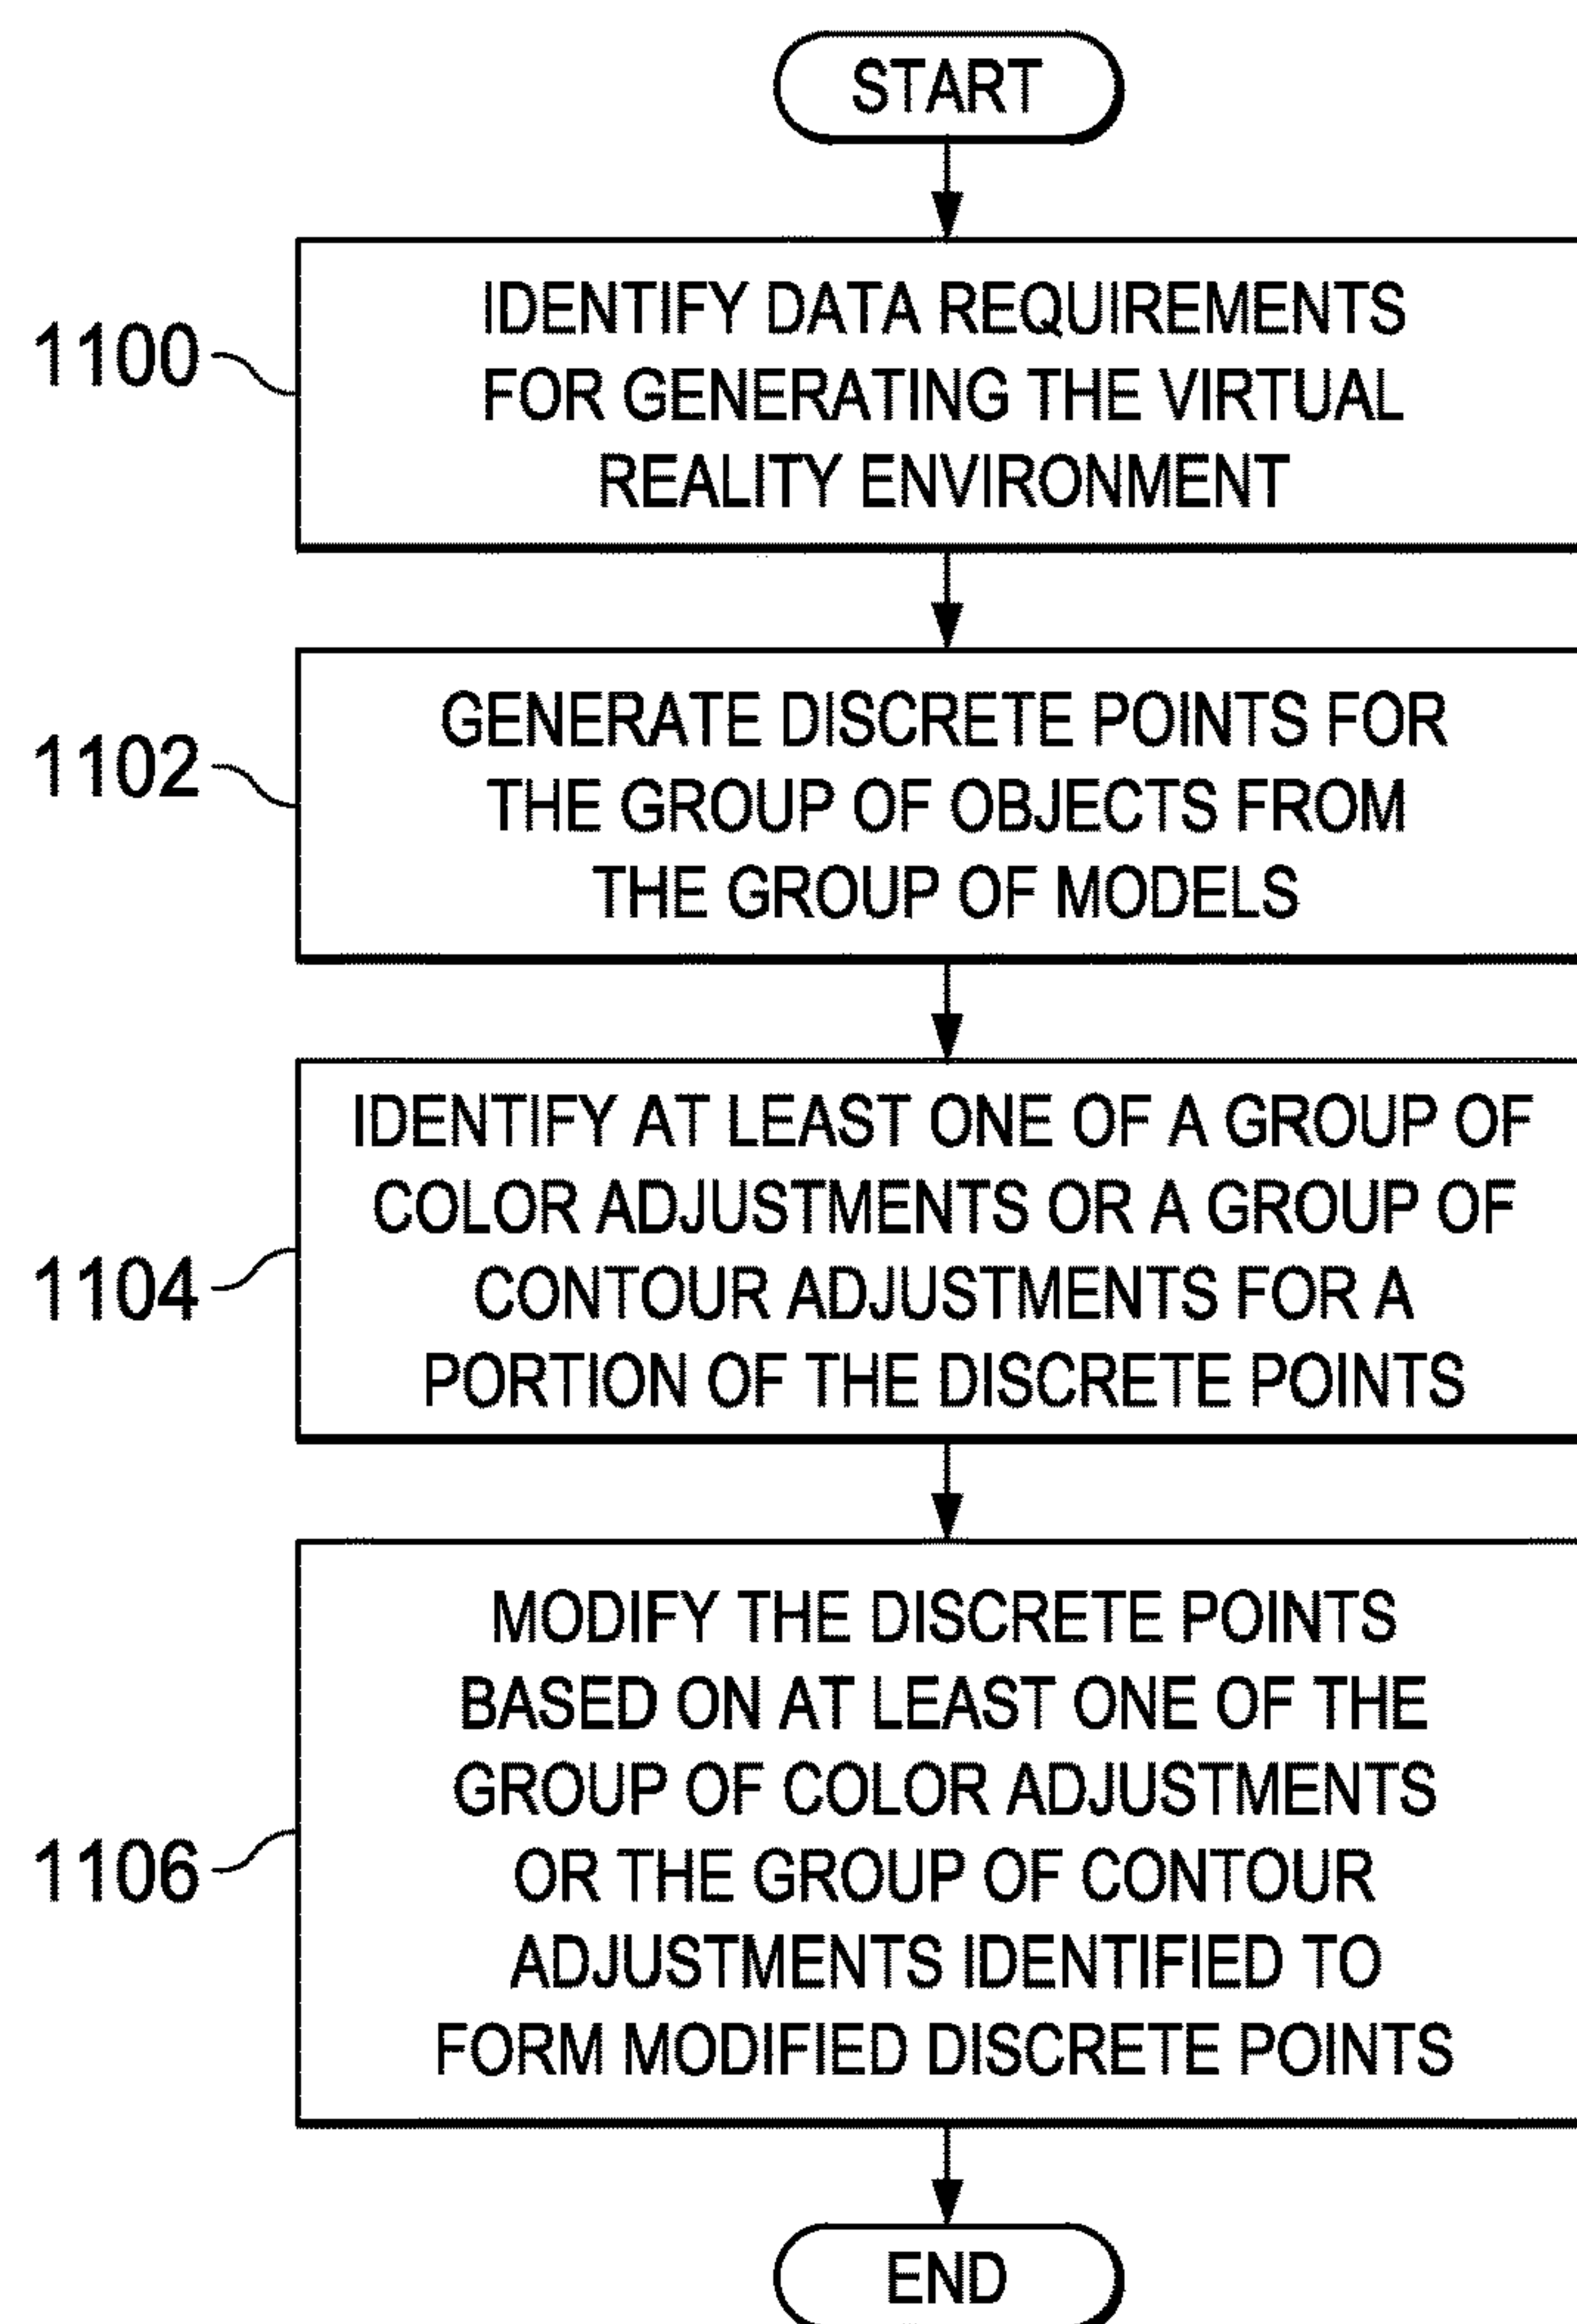 START
1100
IDENTIFY DATA REQUIREMENTS
FOR GENERATING THE VIRTUAL
REALITY ENVIRONMENT
1102
GENERATE DISCRETE POINTS FOR
THE GROUP OF OBJECTS FROM
THE GROUP OF MODELS
1104
IDENTIFY AT LEAST ONE OF A GROUP OF
COLOR ADJUSTMENTS OR A GROUP OF
CONTOUR ADJUSTMENTS FOR A
PORTION OF THE DISCRETE POINTS
1106
MODIFY THE DISCRETE POINTS
BASED ON AT LEAST ONE OF THE
GROUP OF COLOR ADJUSTMENTS
OR THE GROUP OF CONTOUR
ADJUSTMENTS IDENTIFIED TO
FORM MODIFIED DISCRETE POINTS
END